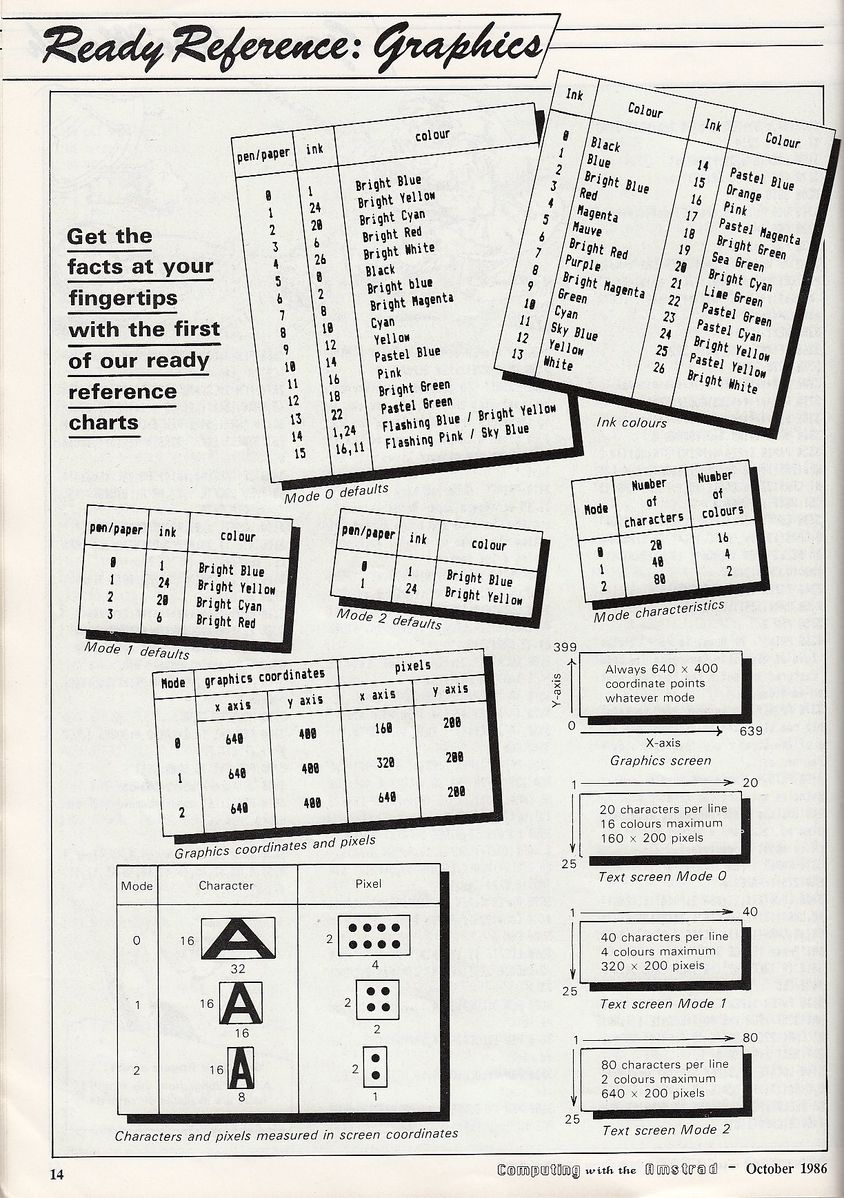 Ready Reference: Graphics
Get the
facts at your
fingertips
with the first
of our ready
reference
charts
pen/paper ink colour
0 1 Bright Blue
1 24 Bright Yellow
2 20 Bright Cyan
3 6 Bright Red
4 26 Bright White
5 0 Black
6 2 Bright blue
7 8 Bright Magenta
8 10 Cyan
9 12 Yellow
10 14 Pastel Blue
11 16 Pink
12 18 Bright Green
13 22 Pastel Green
14 1,24 Flashing Blue / Bright Yellow
15 16,11 Flashing Pink / Sky Blue
Mode 0 defaults
Ink Colour Ink Colour
0 Black 14 Pastel Blue
1 Blue 15 Orange
2 Bright Blue 16 Pink
3 Red 17 Pastel Magenta
4 Magenta 18 Bright Green
5 Mauve 19 Sea Green
6 Bright Red 20 Bright Cyan
7 Purple 21 Lime Green
8 Bright Magenta 22 Pastel Green
9 Green 23 Pastel Cyan
10 Cyan 24 Bright Yellow
11 Sky Blue 25 Pastel Yellow
12 Yellow 26 Bright White
13 White
Ink colours
pen/paper ink colour
0 1 Bright Blue
1 24 Bright Yellow
2 20 Bright Cyan
3 6 Bright Red
Mode 1 defaults
pen/paper ink colour
0 1 Bright Blue
1 24 Bright Yellow
Mode 2 defaults
Mode Number of characters Number of colours
0 20 16
1 40 4
2 80 2
Mode characteristics
Mode graphics coordinates pixels
x axis y axis x axis y axis
0 640 400 160 200
1 640 400 320 200
2 640 400 640 200
Graphics coordinates and pixels
399
Y-axis
0
Always 640 × 400
coordinate points
whatever mode
639
X-axis
Graphics screen
1 20
20 characters per line
16 colours maximum
160 × 200 pixels
25
Text screen Mode 0
1 40
40 characters per line
4 colours maximum
320 × 200 pixels
25
Text screen Mode 1
1 80
80 characters per line
2 colours maximum
640 × 200 pixels
25
Text screen Mode 2
Mode Character Pixel
0 16 A 2
32 4
1 16 A 2
16 2
2 16 A 2
8 1
Characters and pixels measured in screen coordinates
14
Computing with the Amstrad – October 1986